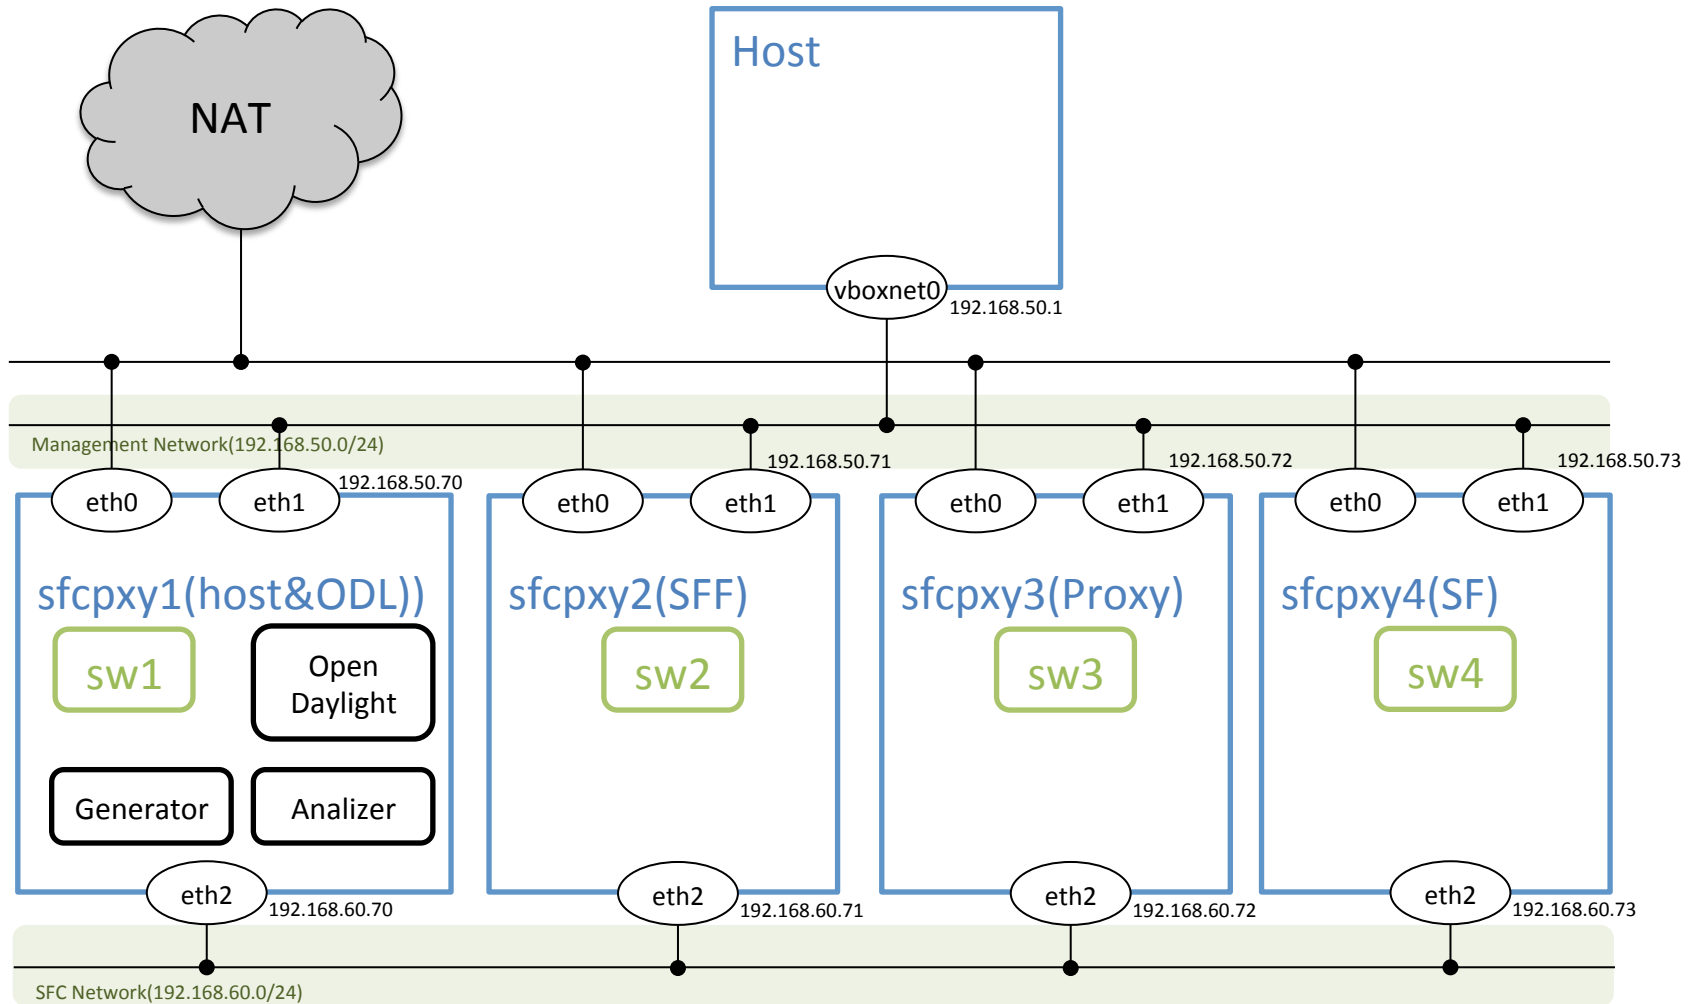 NAT
Host
vboxnet0
192.168.50.1
Management Network(192.168.50.0/24)
192.168.50.70
192.168.50.71
192.168.50.72
192.168.50.73
eth0
eth1
eth0
eth1
eth0
eth1
eth0
eth1
sfcpxy1(host&ODL))
sfcpxy2(SFF)
sfcpxy3(Proxy)
sfcpxy4(SF)
sw1
Open
Daylight
sw2
sw3
sw4
Generator
Analizer
eth2
192.168.60.70
eth2
192.168.60.71
eth2
192.168.60.72
eth2
192.168.60.73
SFC Network(192.168.60.0/24)